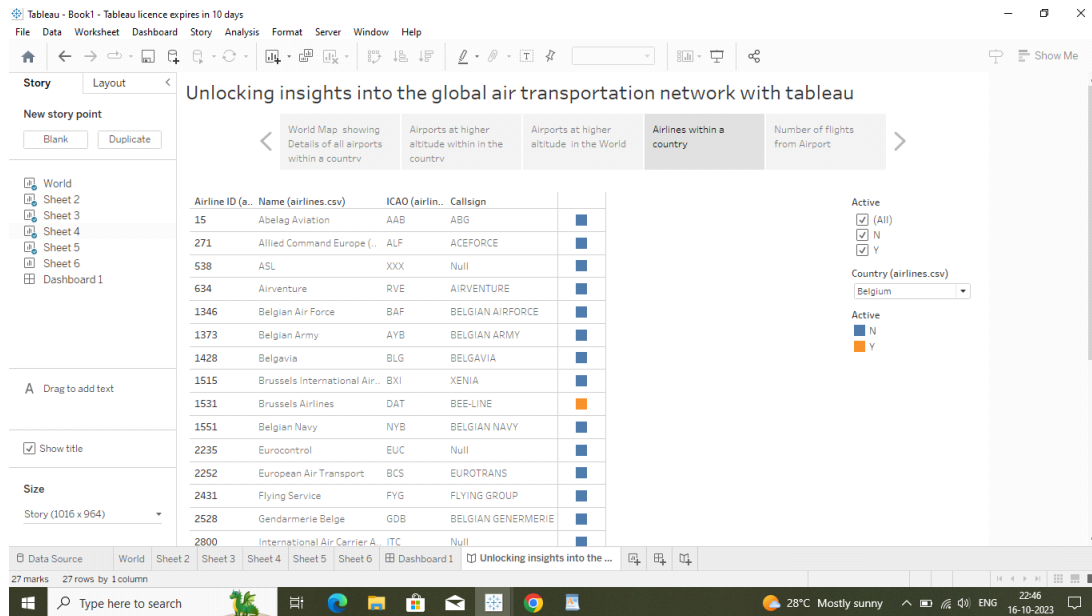 Tableau - Book1 - Tableau licence expires in 10 days
File Data Worksheet Dashboard Story Analysis Format Server Window Help
Show Me
Story Layout
New story point
Blank Duplicate
World
Sheet 2
Sheet 3
Sheet 4
Sheet 5
Sheet 6
Dashboard 1
A Drag to add text
Show title
Size
Story (1016 x 964)
Unlocking insights into the global air transportation network with tableau
World Map showing
Details of all airports
within a country
Airports at higher
altitude within in the
country
Airports at higher
altitude in the World
Airlines within a
country
Number of flights
from Airport
Airline ID (a.. Name (airlines.csv) ICAO (airlin.. Callsign
15 Abelag Aviation AAB ABG
271 Allied Command Europe (.. ALF ACEFORCE
538 ASL XXX Null
634 Airventure RVE AIRVENTURE
1346 Belgian Air Force BAF BELGIAN AIRFORCE
1373 Belgian Army AYB BELGIAN ARMY
1428 Belgavia BLG BELGAVIA
1515 Brussels International Air.. BXI XENIA
1531 Brussels Airlines DAT BEE-LINE
1551 Belgian Navy NYB BELGIAN NAVY
2235 Eurocontrol EUC Null
2252 European Air Transport BCS EUROTRANS
2431 Flying Service FYG FLYING GROUP
2528 Gendarmerie Belge GDB BELGIAN GENERMERIE
2800 International Air Carrier A.. ITC Null
Active
(All)
N
Y
Country (airlines.csv)
Belgium
Active
N
Y
Data Source World Sheet 2 Sheet 3 Sheet 4 Sheet 5 Sheet 6 Dashboard 1 Unlocking insights into the ...
27 marks 27 rows by 1 column
Type here to search
28°C Mostly sunny
ENG
22:46
16-10-2023